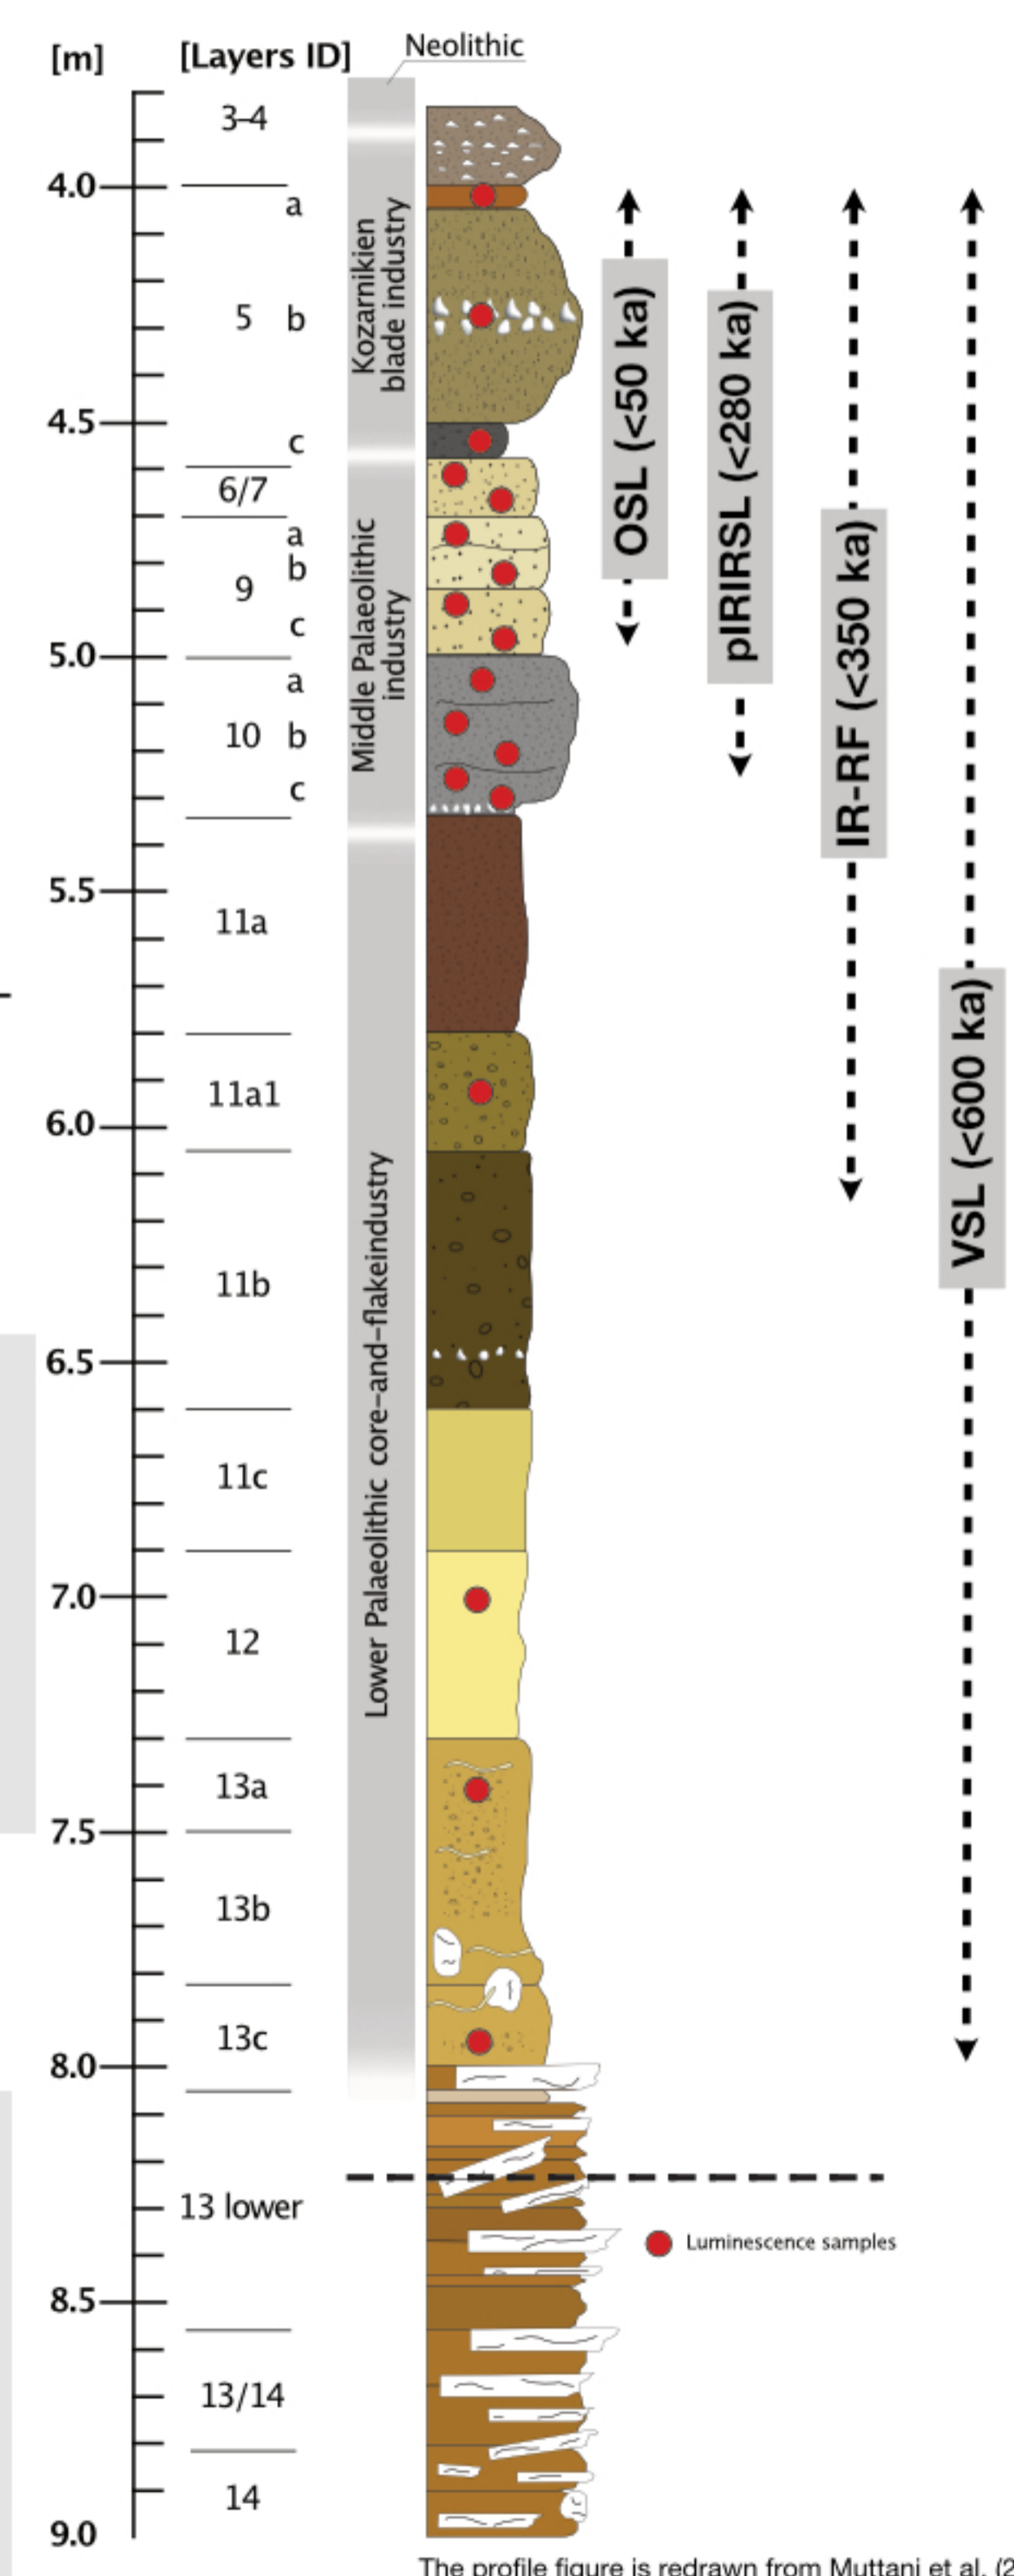 [m]
[Layers ID]
Neolithic
3–4
4.0
a
5 b
4.5
c
6/7
a
b
9
c
5.0
a
10 b
c
5.5
11a
11a1
6.0
11b
6.5
11c
7.0
12
13a
7.5
13b
13c
8.0
13 lower
8.5
13/14
14
9.0
Kozarnikien
blade industry
Middle Palaeolithic
industry
Lower Palaeolithic core–and–flakeindustry
OSL (<50 ka)
pIRIRSL (<280 ka)
IR-RF (<350 ka)
VSL (<600 ka)
Luminescence samples
The profile figure is redrawn from Muttani et al. (2